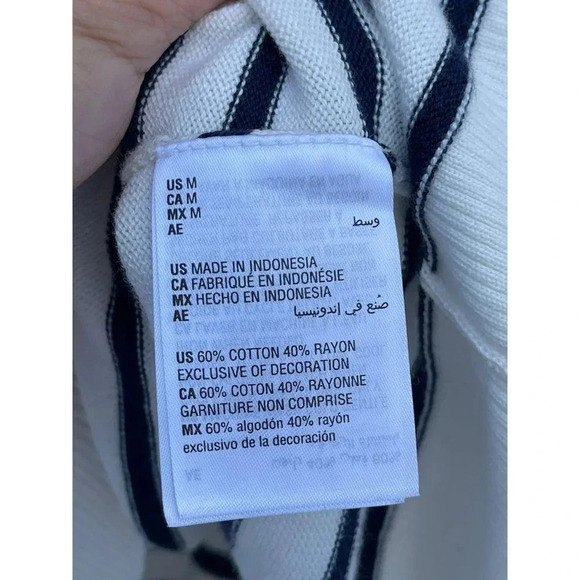 US M
CA M
MX M
AE وسط
US MADE IN INDONESIA
CA FABRIQUÉ EN INDONÉSIE
MX HECHO EN INDONESIA
AE صُنع في إندونيسيا
US 60% COTTON 40% RAYON
EXCLUSIVE OF DECORATION
CA 60% COTON 40% RAYONNE
GARNITURE NON COMPRISE
MX 60% algodón 40% rayón
exclusivo de la decoración